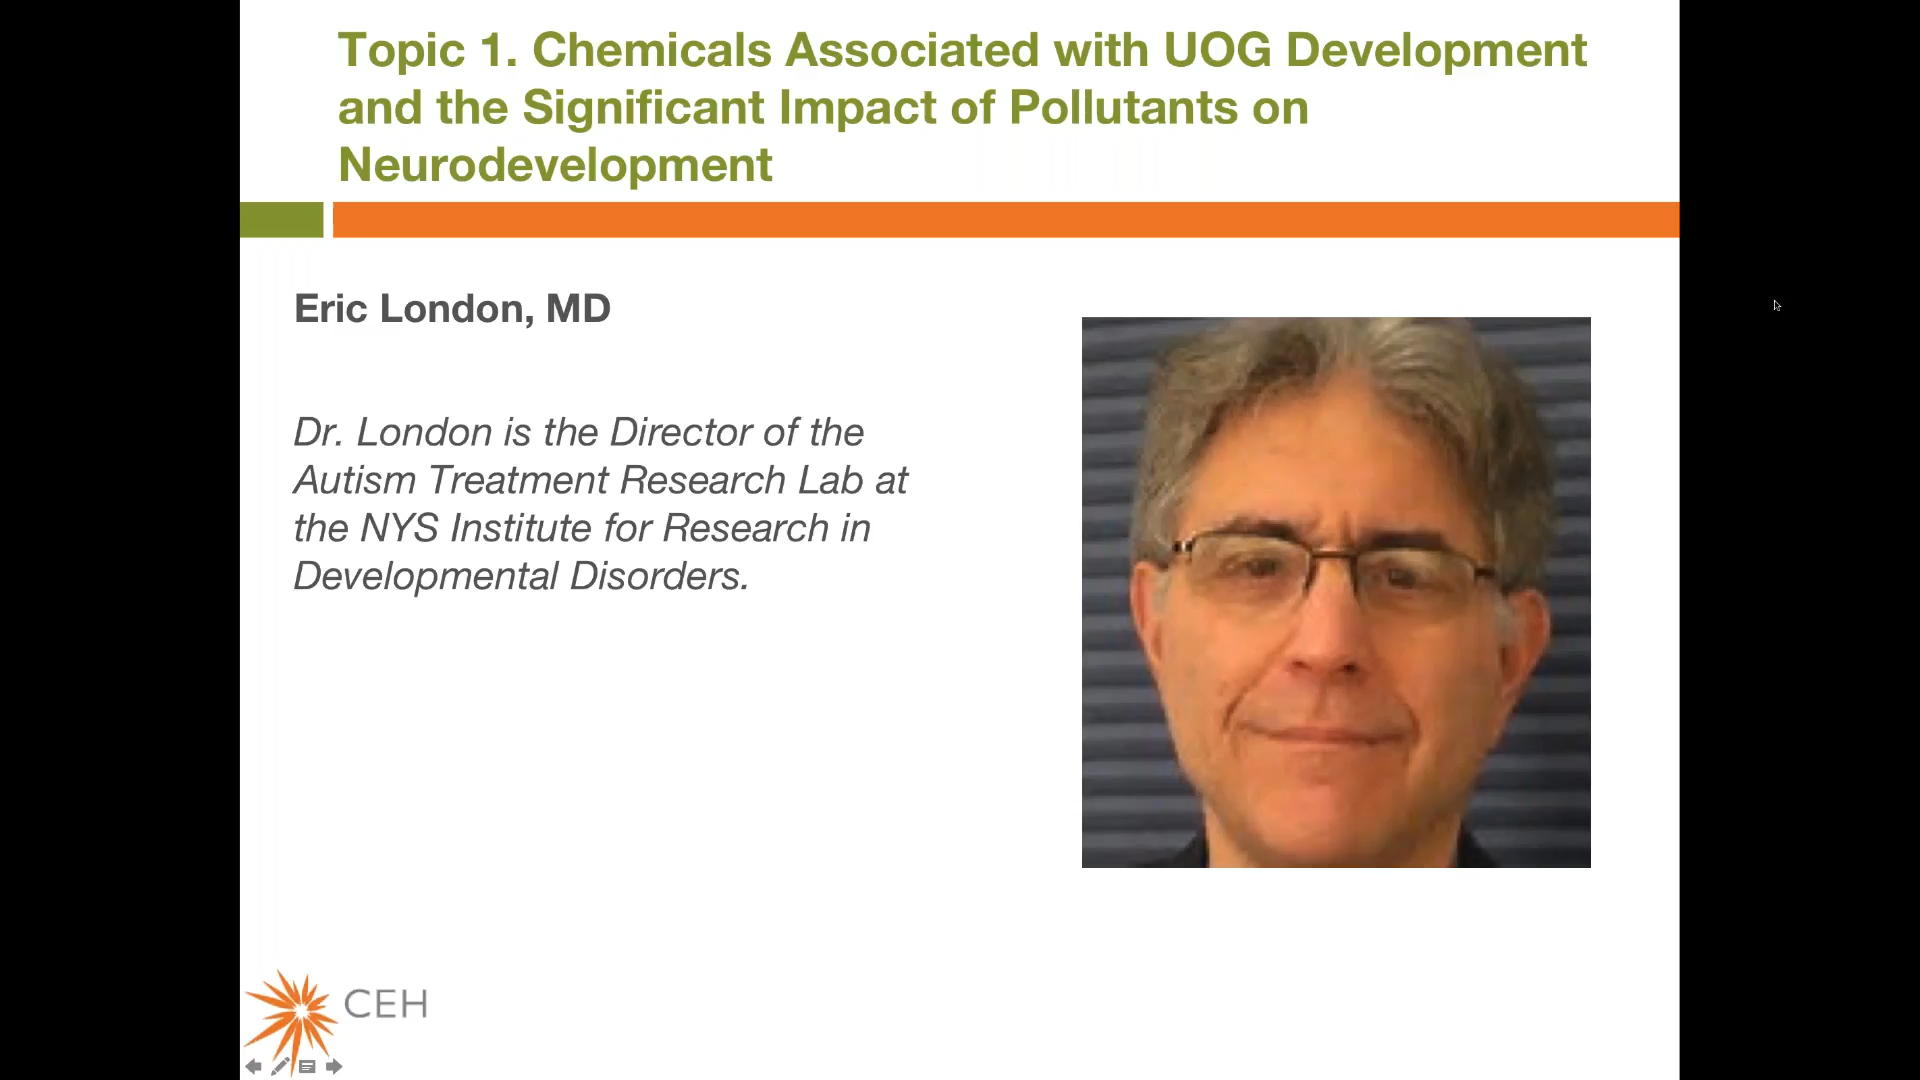 Topic 1. Chemicals Associated with UOG Development
and the Significant Impact of Pollutants on
Neurodevelopment
Eric London, MD
Dr. London is the Director of the
Autism Treatment Research Lab at
the NYS Institute for Research in
Developmental Disorders.
CEH